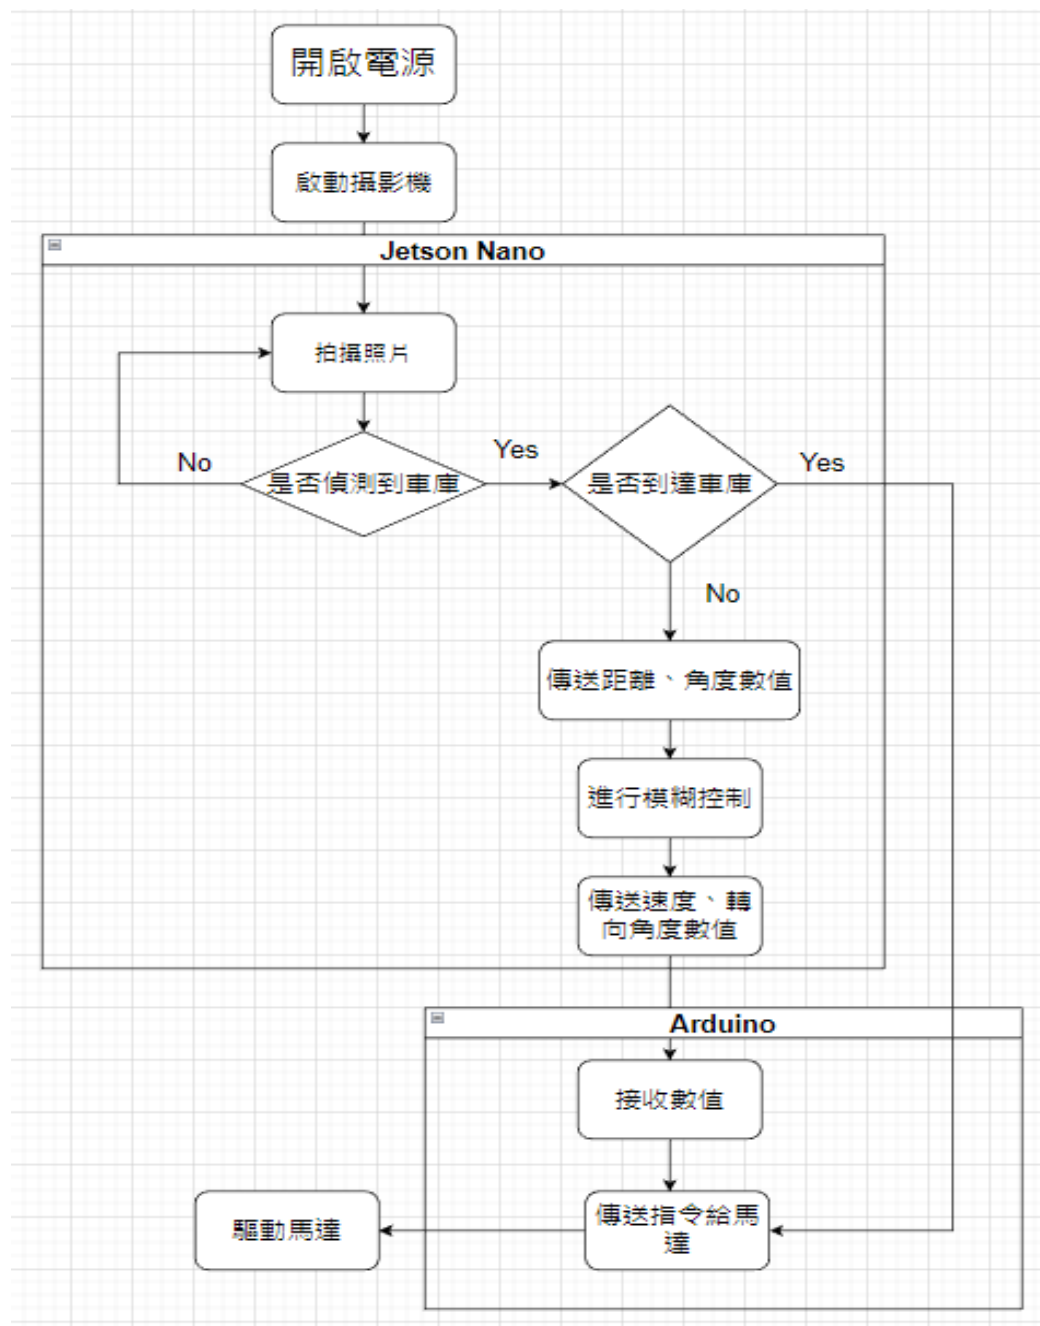 開啟電源
啟動攝影機
Jetson Nano
拍攝照片
No
是否偵測到車庫
Yes
是否到達車庫
Yes
No
傳送距離、角度數值
進行模糊控制
傳送速度、轉
向角度數值
Arduino
接收數值
傳送指令給馬
達
驅動馬達